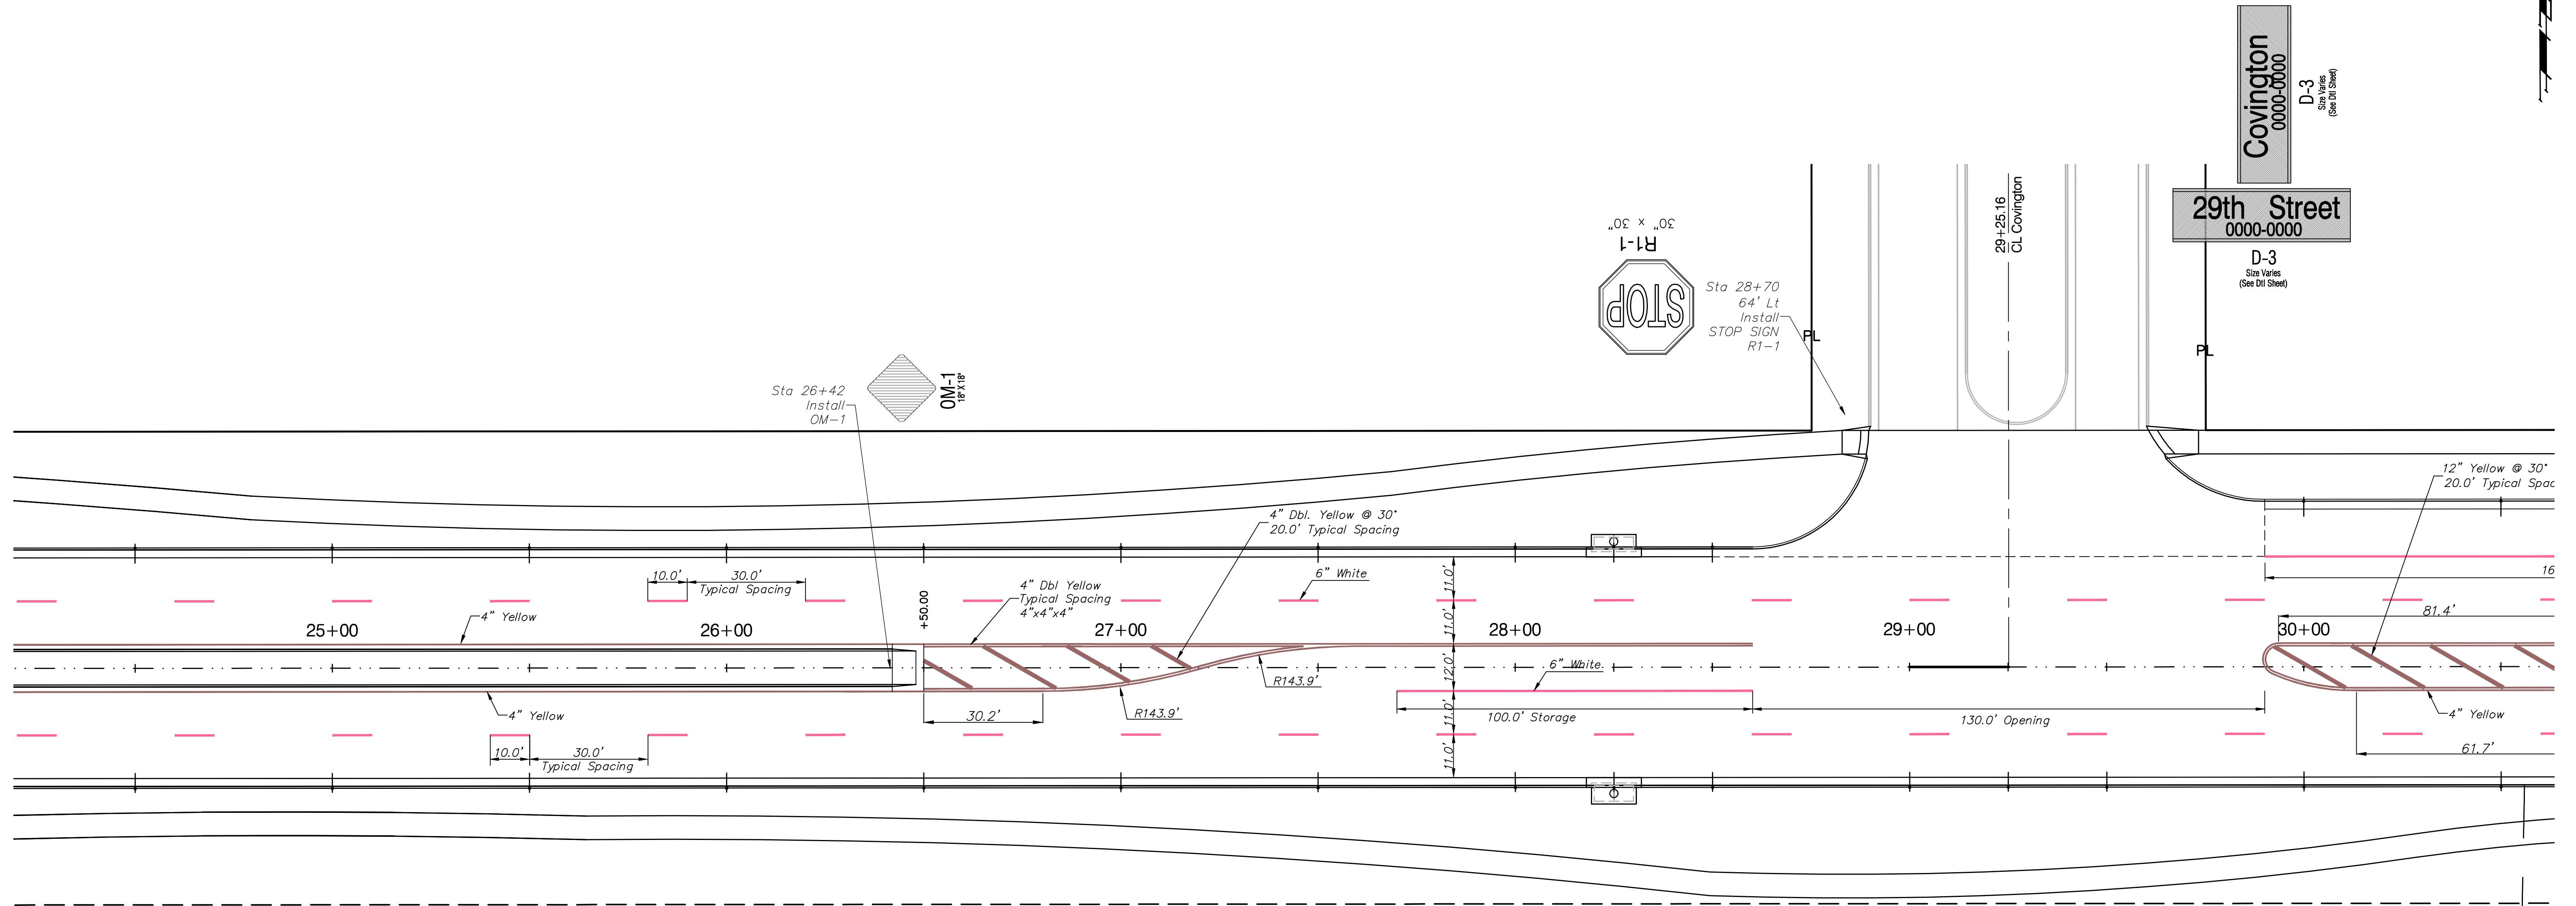 Covington
0000-0000
D-3
Size Varies
(See Dtl Sheet)
29th Street
0000-0000
D-3
Size Varies
(See Dtl Sheet)
29+25.16
CL Covington
30" x 30"
R1-1
STOP
Sta 28+70
64' Lt
Install
STOP SIGN
R1-1
PL
PL
Sta 26+42
Install
OM-1
OM-1
18" X 18"
12" Yellow @ 30°
20.0' Typical Spac
4" Dbl. Yellow @ 30°
20.0' Typical Spacing
10.0'
30.0'
Typical Spacing
4" Dbl Yellow
Typical Spacing
4"x4"x4"
6" White
11.0'
11.0'
12.0'
11.0'
11.0'
16
81.4'
4" Yellow
+50.00
25+00
26+00
27+00
28+00
29+00
30+00
6" White
R143.9'
R143.9'
30.2'
100.0' Storage
130.0' Opening
4" Yellow
4" Yellow
61.7'
10.0'
30.0'
Typical Spacing